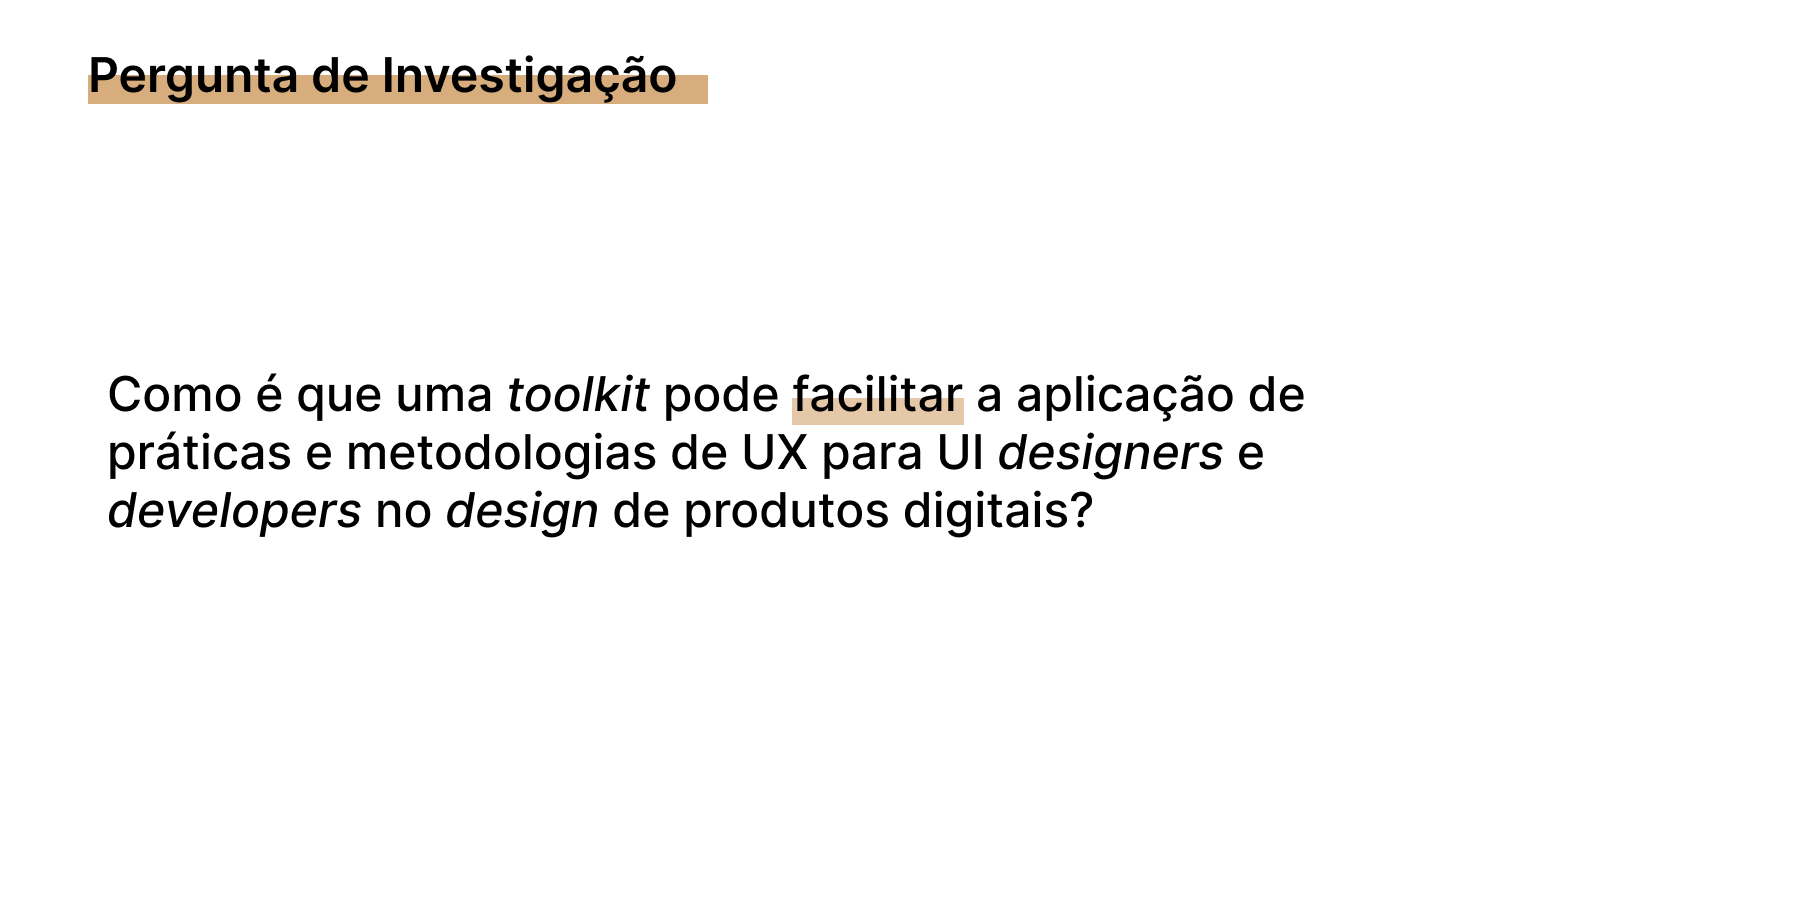 Pergunta de Investigação
Como é que uma toolkit pode facilitar a aplicação de
práticas e metodologias de UX para UI designers e
developers no design de produtos digitais?